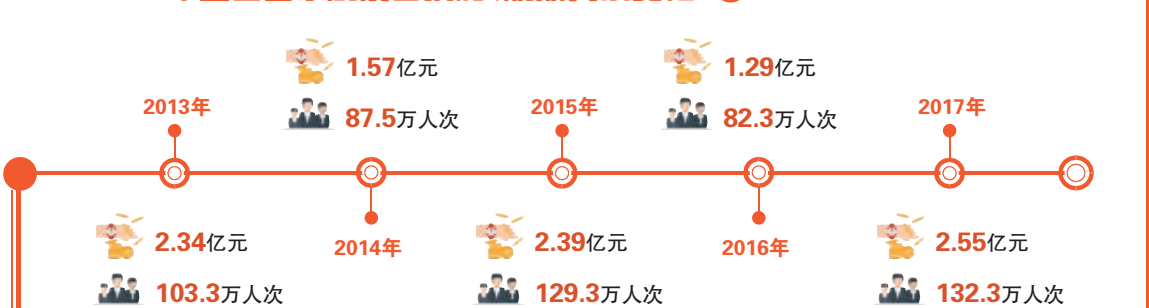 2013年
2.34亿元
103.3万人次
1.57亿元
87.5万人次
2014年
2015年
2.39亿元
129.3万人次
1.29亿元
82.3万人次
2016年
2017年
2.55亿元
132.3万人次